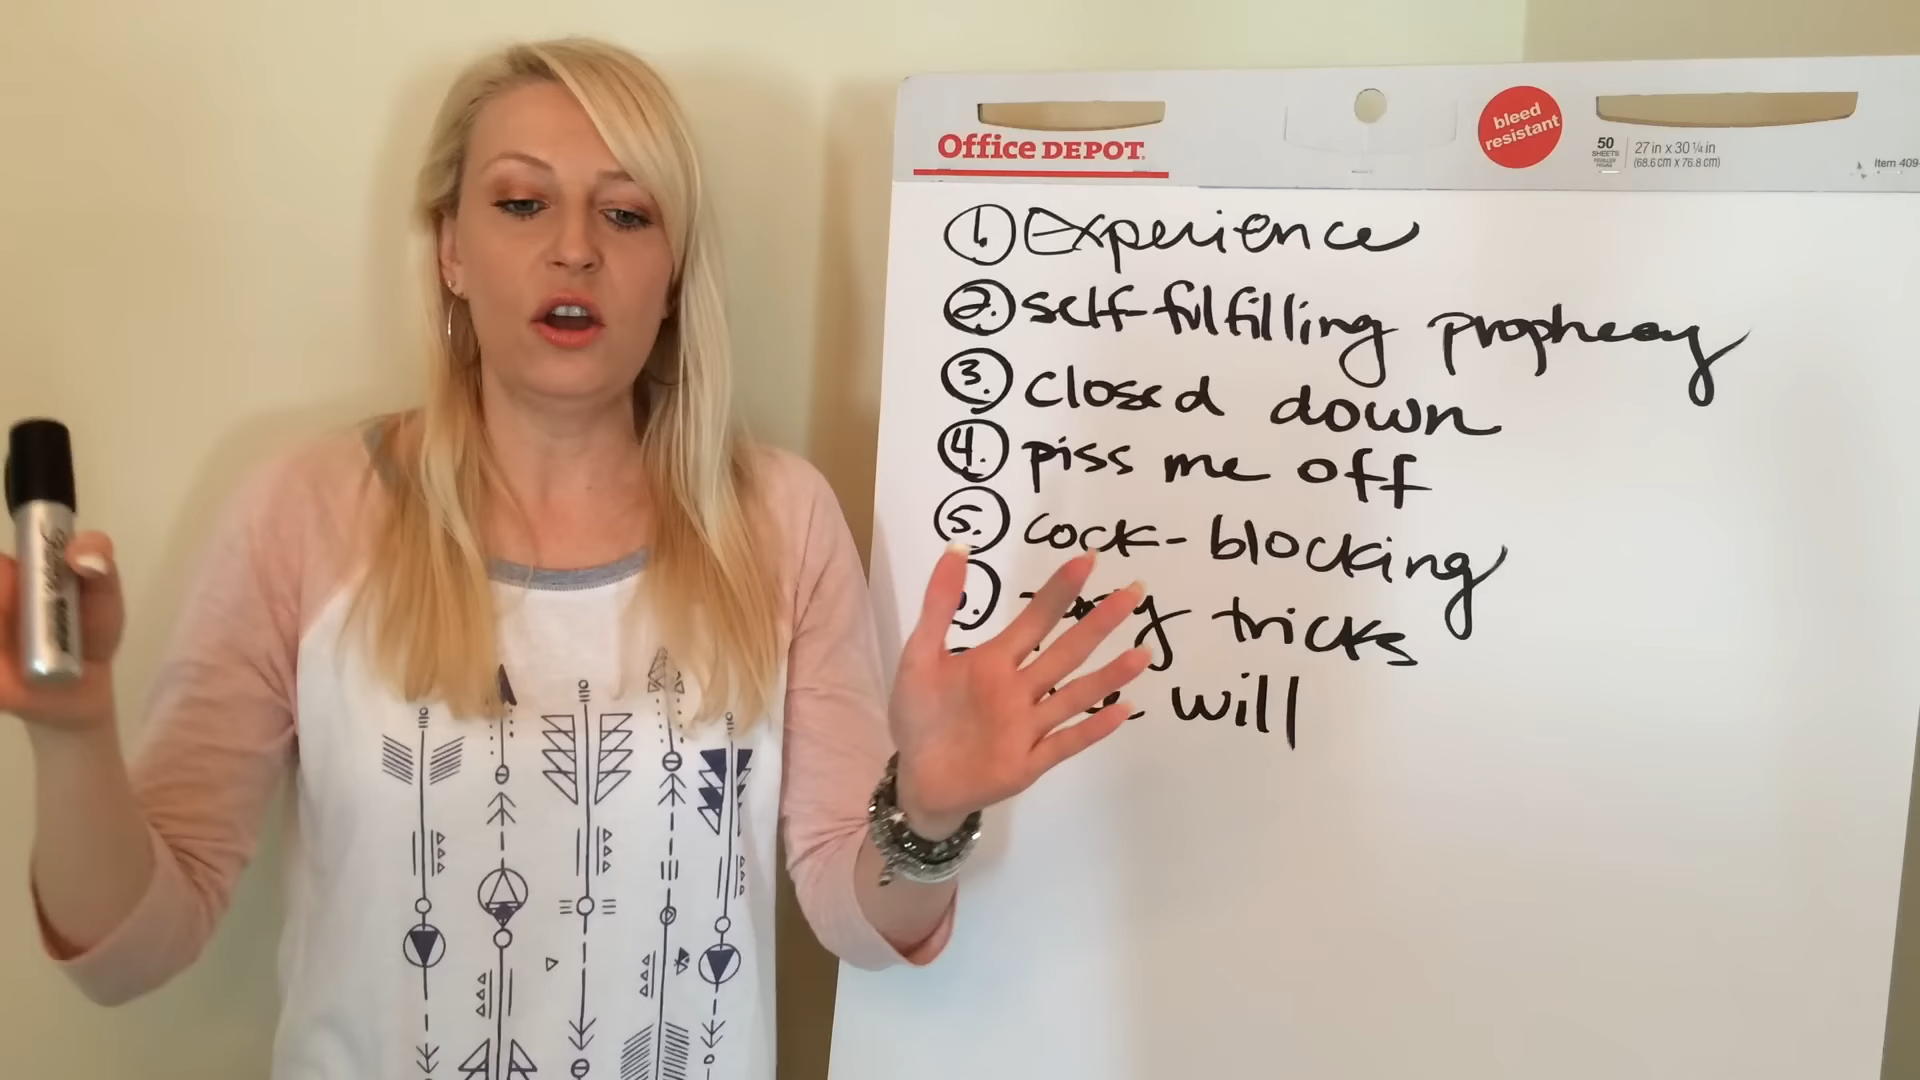 Office DEPOT.
bleed resistant
50 SHEETS
27 in x 30 ¼ in
(68.6 cm x 76.8 cm)
Item 409
1. Experience
2. self-fulfilling prophecy
3. closed down
4. piss me off
5. cock-blocking
tricks
will